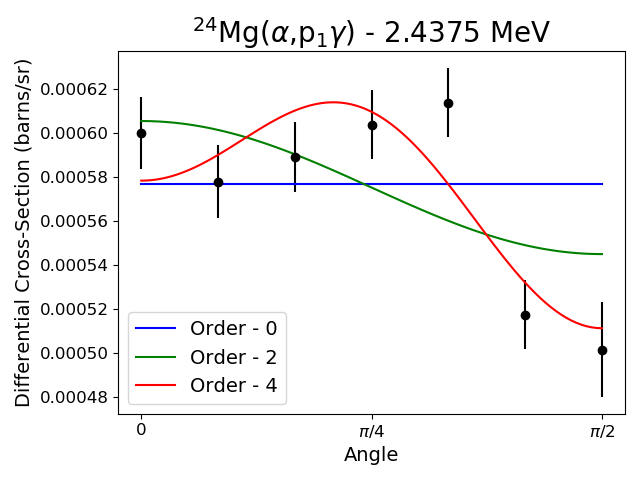 ²⁴Mg(α,p₁γ) - 2.4375 MeV
Differential Cross-Section (barns/sr)
0.00062
0.00060
0.00058
0.00056
0.00054
0.00052
0.00050
0.00048
Order - 0
Order - 2
Order - 4
0 π/4 π/2
Angle